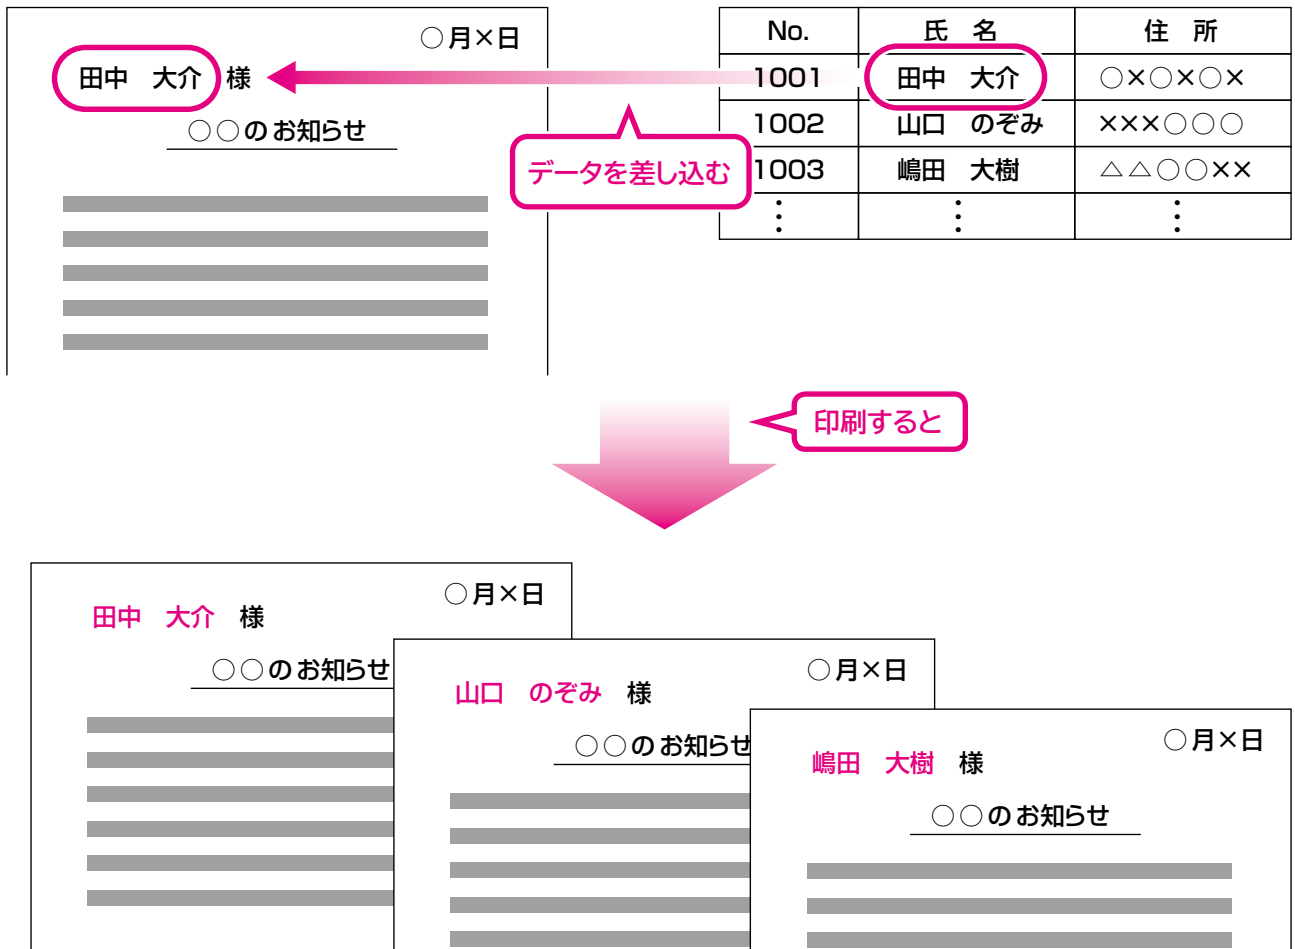 ○月×日
田中　大介　様
○○のお知らせ
データを差し込む
No.　氏　名　住　所
1001　田中　大介　○×○×○×
1002　山口　のぞみ　×××○○○
1003　嶋田　大樹　△△○○××
⋮　⋮　⋮
印刷すると
○月×日
田中　大介　様
○○のお知らせ
○月×日
山口　のぞみ　様
○○のお知らせ
○月×日
嶋田　大樹　様
○○のお知らせ